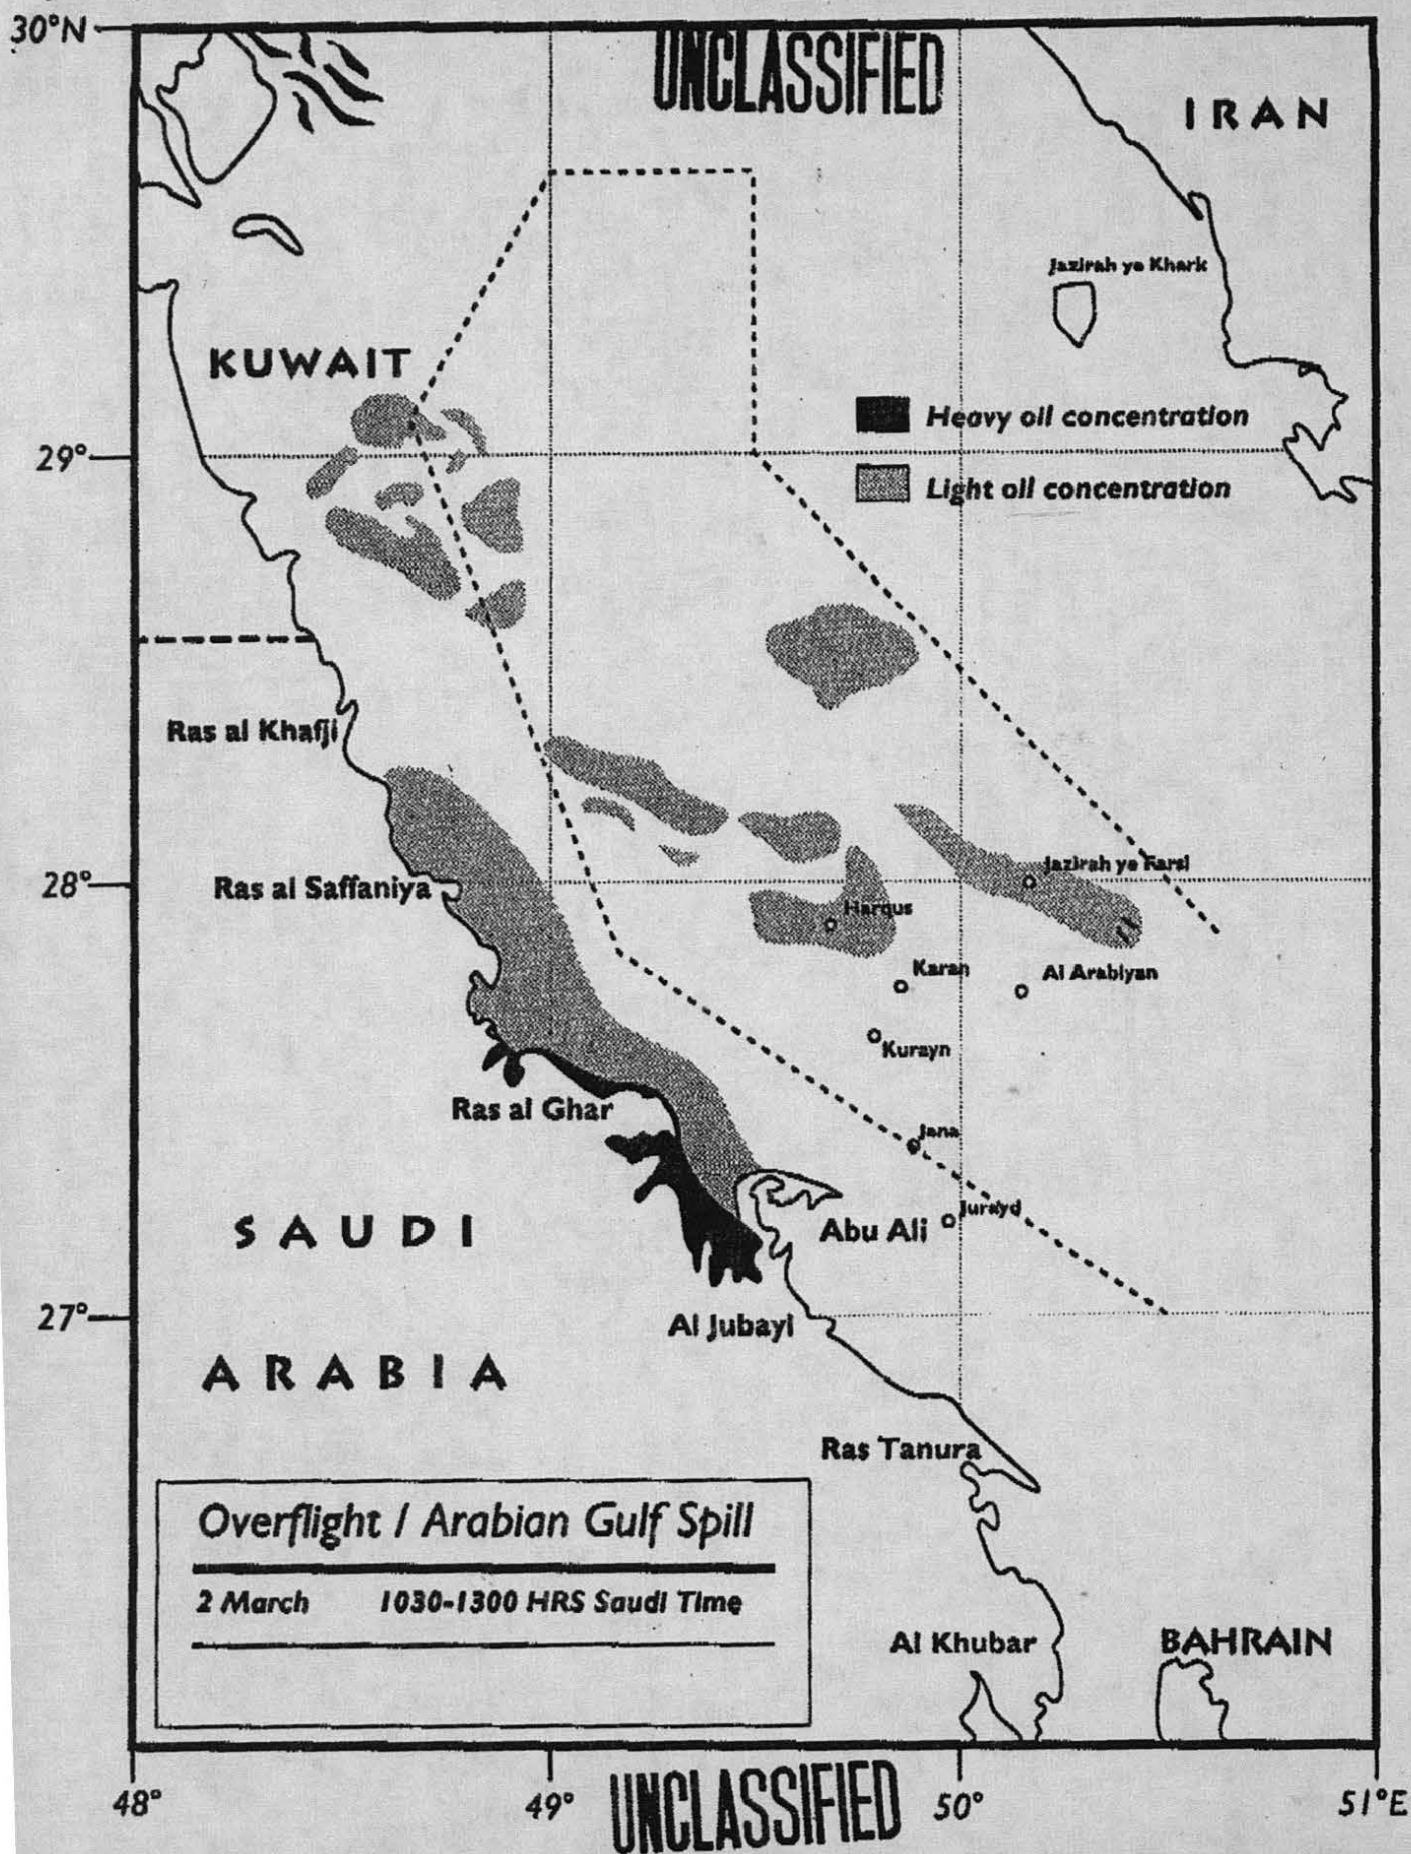 30°N
UNCLASSIFIED
IRAN
Jazirah ye Khark
KUWAIT
Heavy oil concentration
29°
Light oil concentration
Ras al Khafji
Jazirah ye Farsi
28°
Ras al Saffaniya
Harqus
Karan
Al Arabiyan
Kurayn
Ras al Ghar
Jana
Jurayd
SAUDI
Abu Ali
27°
Al Jubayl
ARABIA
Ras Tanura
Overflight / Arabian Gulf Spill
2 March 1030-1300 HRS Saudi Time
Al Khubar
BAHRAIN
48°
49°
50°
51°E
UNCLASSIFIED